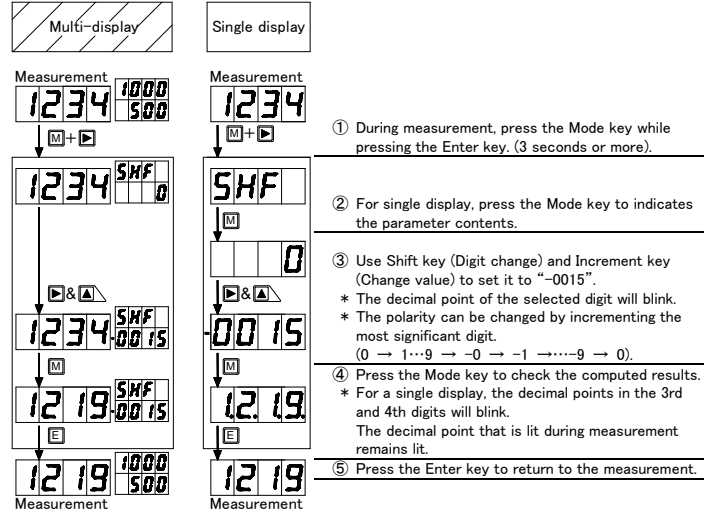 Multi-display
Single display
Measurement
1234 1000
500
M+▶
1234 SHF
0
▶&▲
1234 SHF
-0015
M
1219 SHF
-0015
E
1219 1000
500
Measurement
Measurement
1234
M+▶
SHF
M
0
▶&▲
-0015
M
1.2.1.9.
E
1219
Measurement
① During measurement, press the Mode key while
pressing the Enter key. (3 seconds or more).
② For single display, press the Mode key to indicates
the parameter contents.
③ Use Shift key (Digit change) and Increment key
(Change value) to set it to “-0015”.
* The decimal point of the selected digit will blink.
* The polarity can be changed by incrementing the
most significant digit.
(0 → 1…9 → -0 → -1 →…-9 → 0).
④ Press the Mode key to check the computed results.
* For a single display, the decimal points in the 3rd
and 4th digits will blink.
The decimal point that is lit during measurement
remains lit.
⑤ Press the Enter key to return to the measurement.